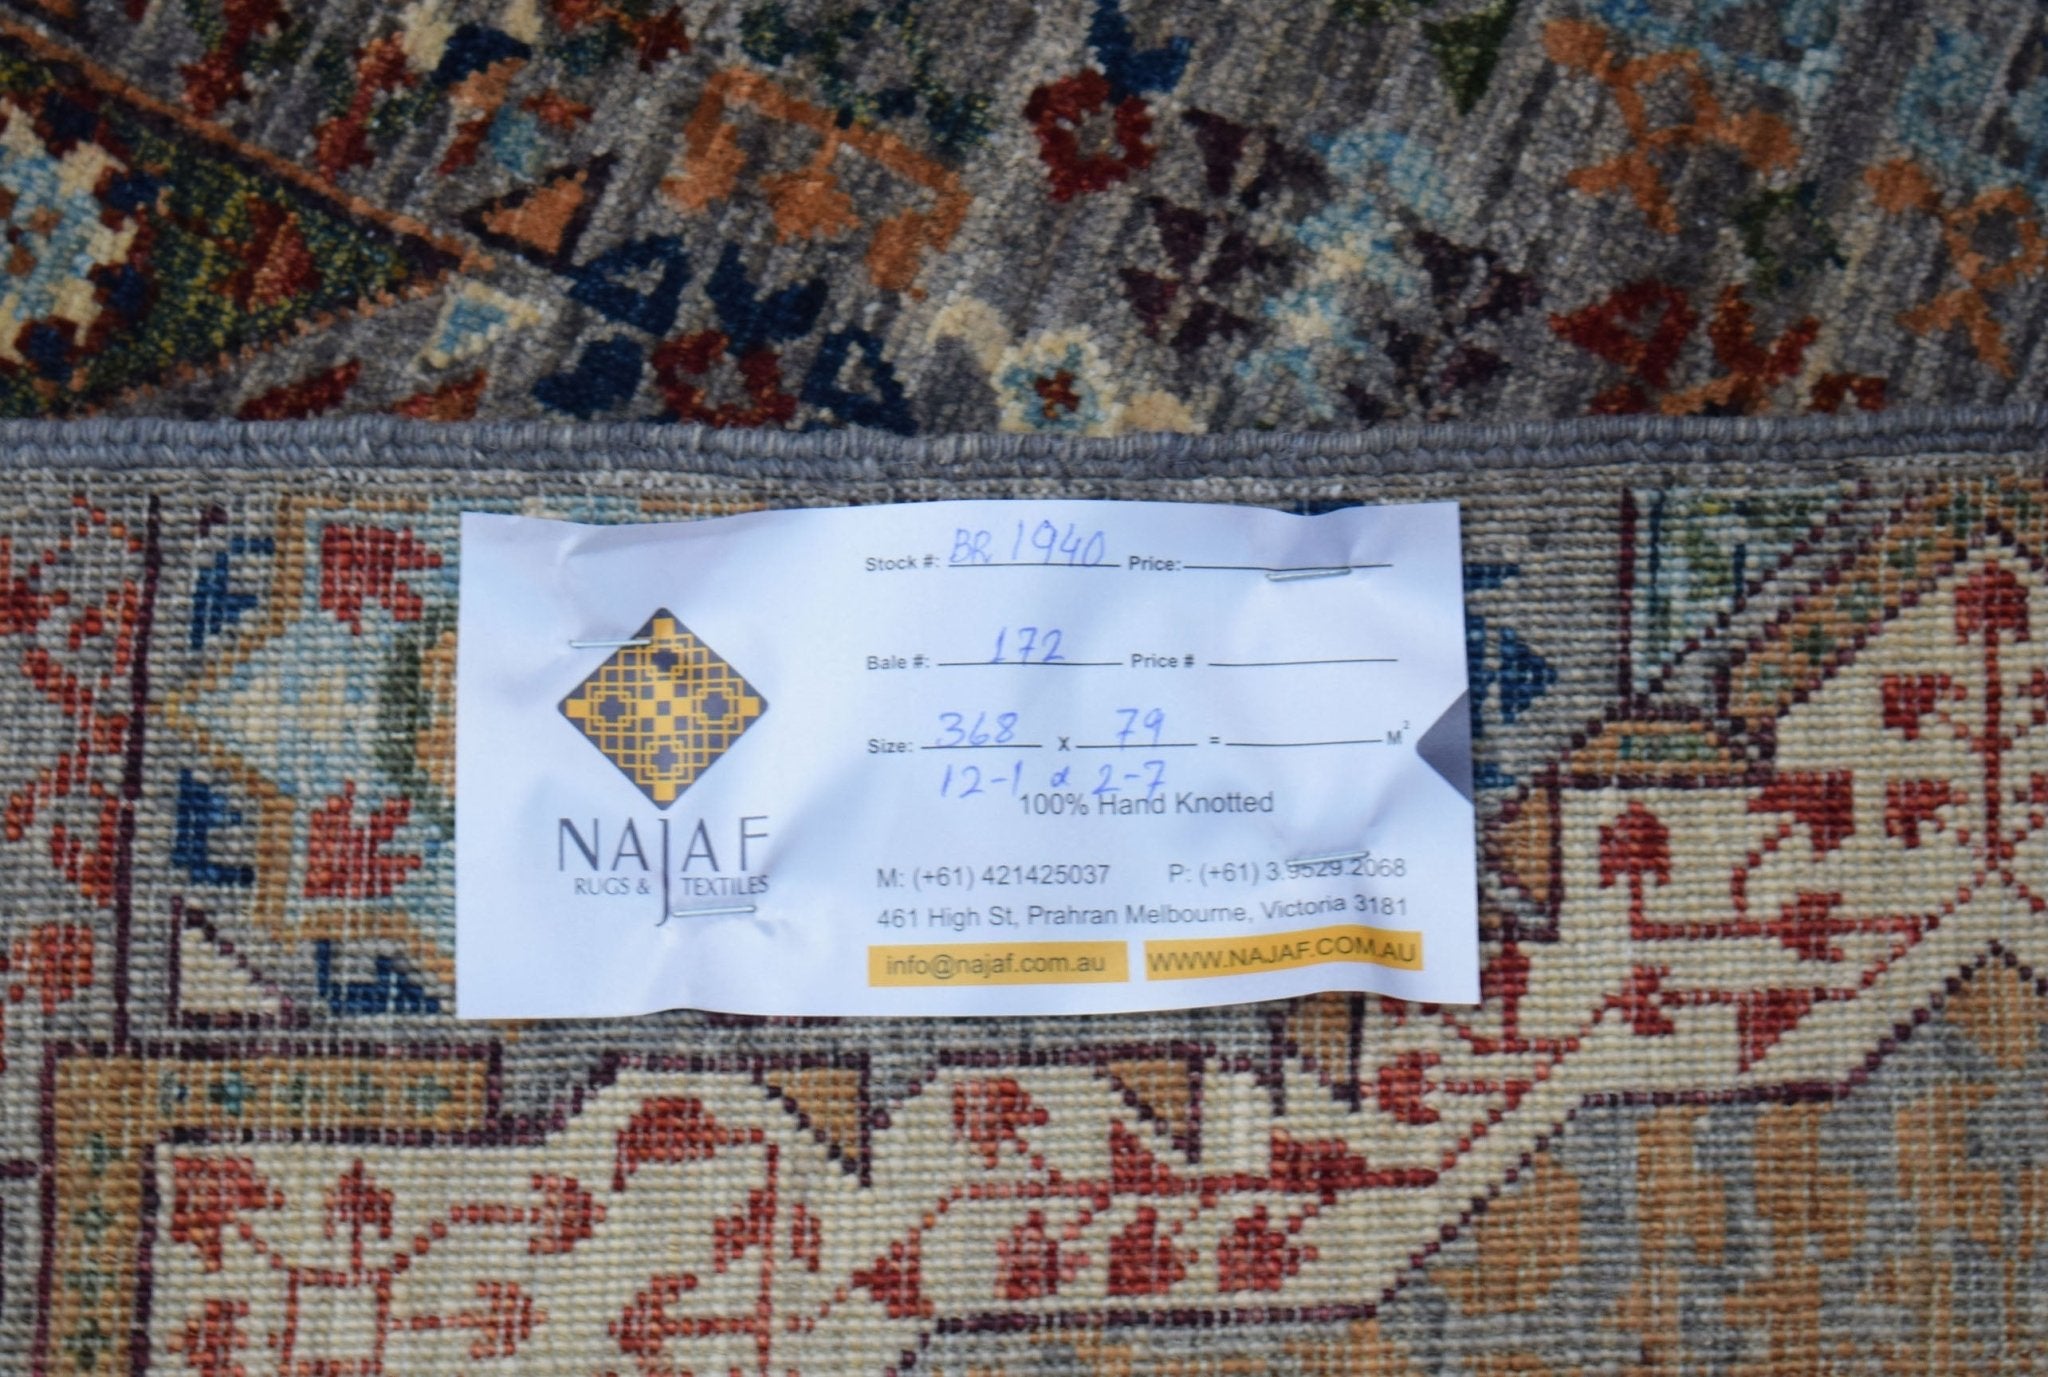 Stock #: BR 1940 Price:
Bale #: 172 Price #
Size: 368 x 79 = M²
12-1 x 2-7
100% Hand Knotted
NAJAF
RUGS & TEXTILES
M: (+61) 421425037 P: (+61) 3.9529.2068
461 High St, Prahran Melbourne, Victoria 3181
info@najaf.com.au WWW.NAJAF.COM.AU